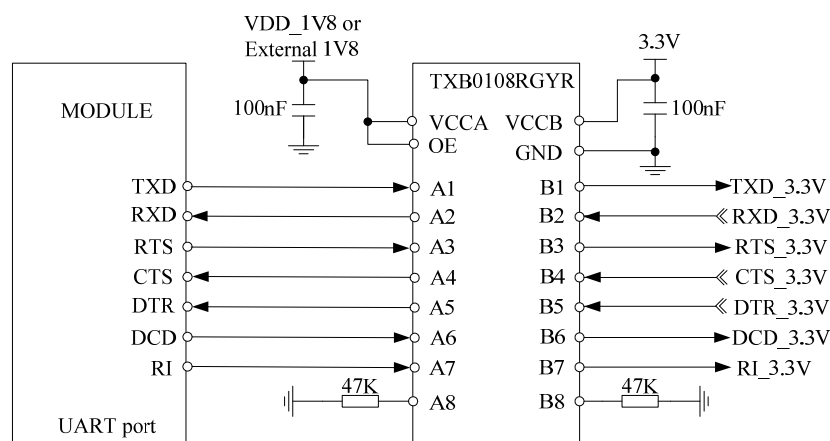 VDD_1V8 or
External 1V8
3.3V
TXB0108RGYR
MODULE
100nF
100nF
VCCA
VCCB
OE
GND
TXD
A1
B1
TXD_3.3V
RXD
A2
B2
RXD_3.3V
RTS
A3
B3
RTS_3.3V
CTS
A4
B4
CTS_3.3V
DTR
A5
B5
DTR_3.3V
DCD
A6
B6
DCD_3.3V
RI
A7
B7
RI_3.3V
47K
A8
B8
47K
UART port